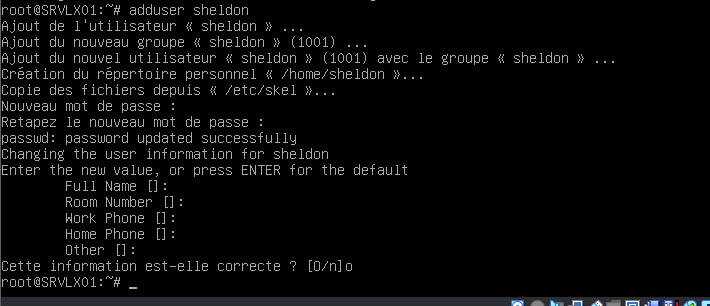 root@SRVLX01:~# adduser sheldon
Ajout de l'utilisateur « sheldon » ...
Ajout du nouveau groupe « sheldon » (1001) ...
Ajout du nouvel utilisateur « sheldon » (1001) avec le groupe « sheldon » ...
Création du répertoire personnel « /home/sheldon »...
Copie des fichiers depuis « /etc/skel »...
Nouveau mot de passe :
Retapez le nouveau mot de passe :
passwd: password updated successfully
Changing the user information for sheldon
Enter the new value, or press ENTER for the default
Full Name []:
Room Number []:
Work Phone []:
Home Phone []:
Other []:
Cette information est-elle correcte ? [O/n]o
root@SRVLX01:~# _